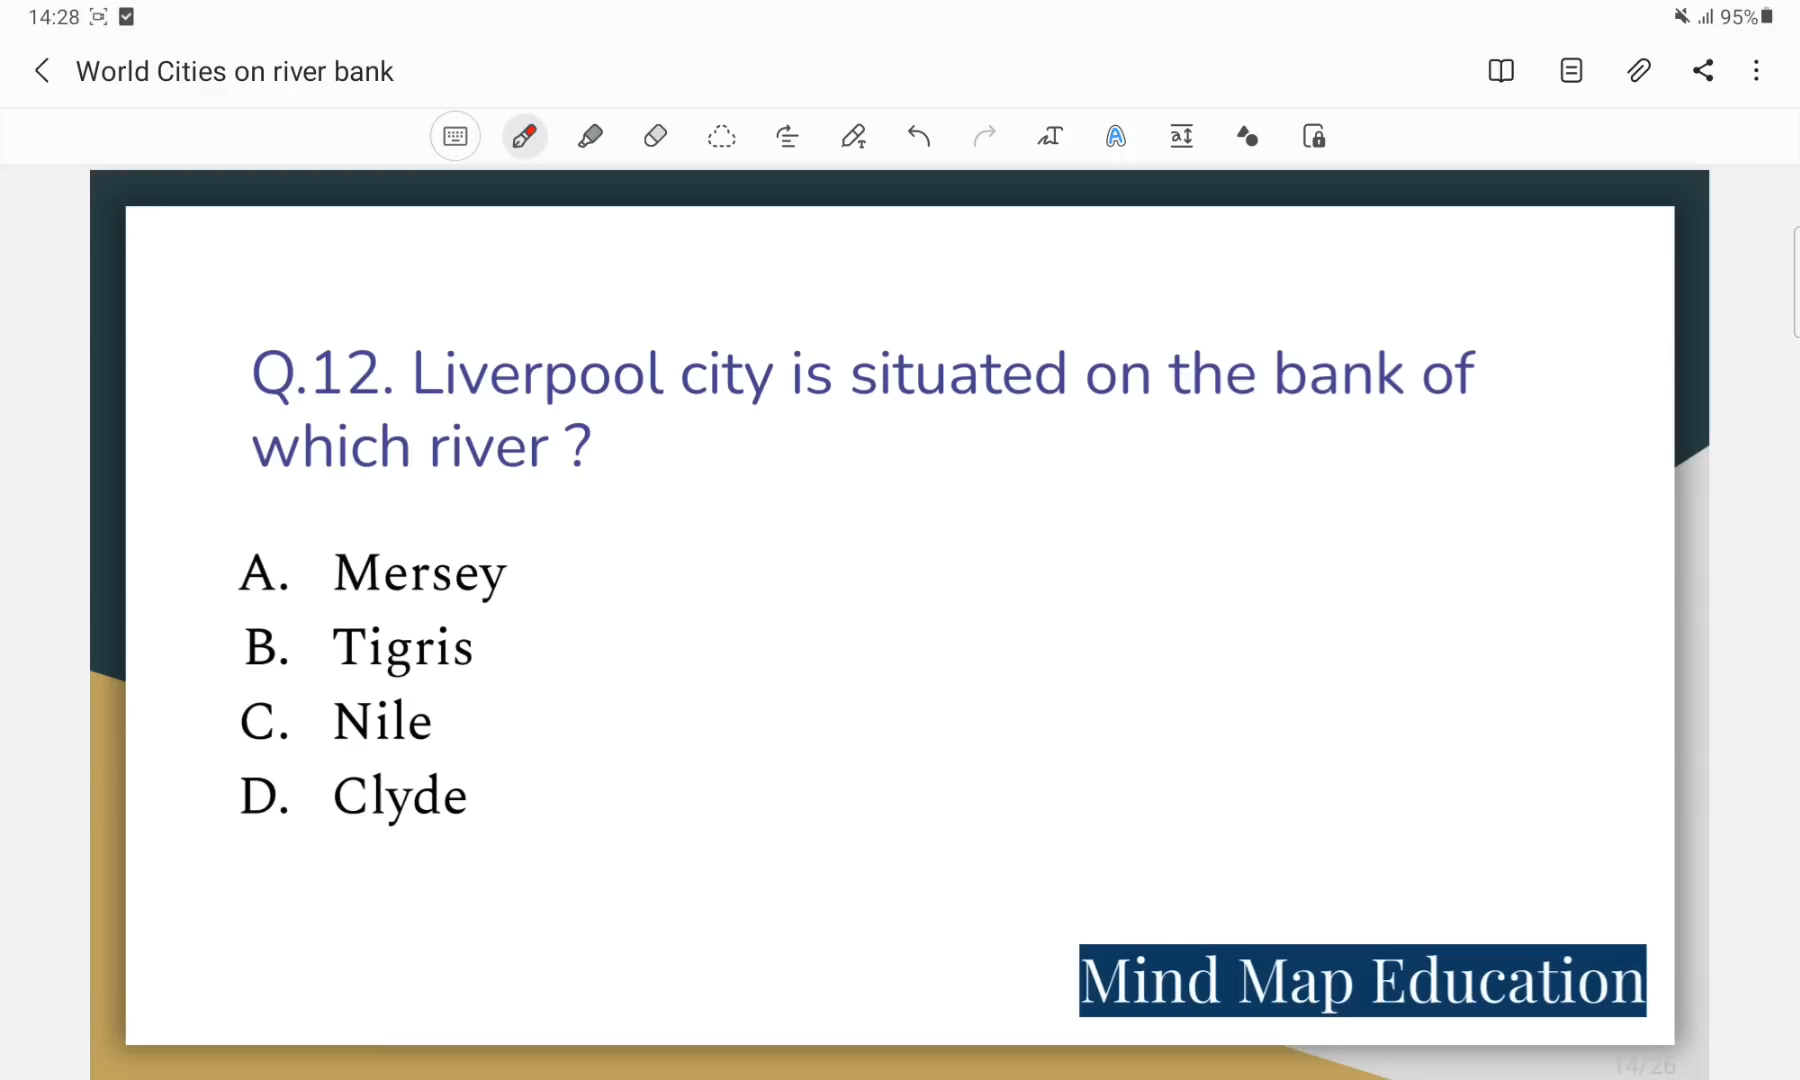 14:28
95%
World Cities on river bank
Q.12. Liverpool city is situated on the bank of
which river ?
A. Mersey
B. Tigris
C. Nile
D. Clyde
Mind Map Education
14/26